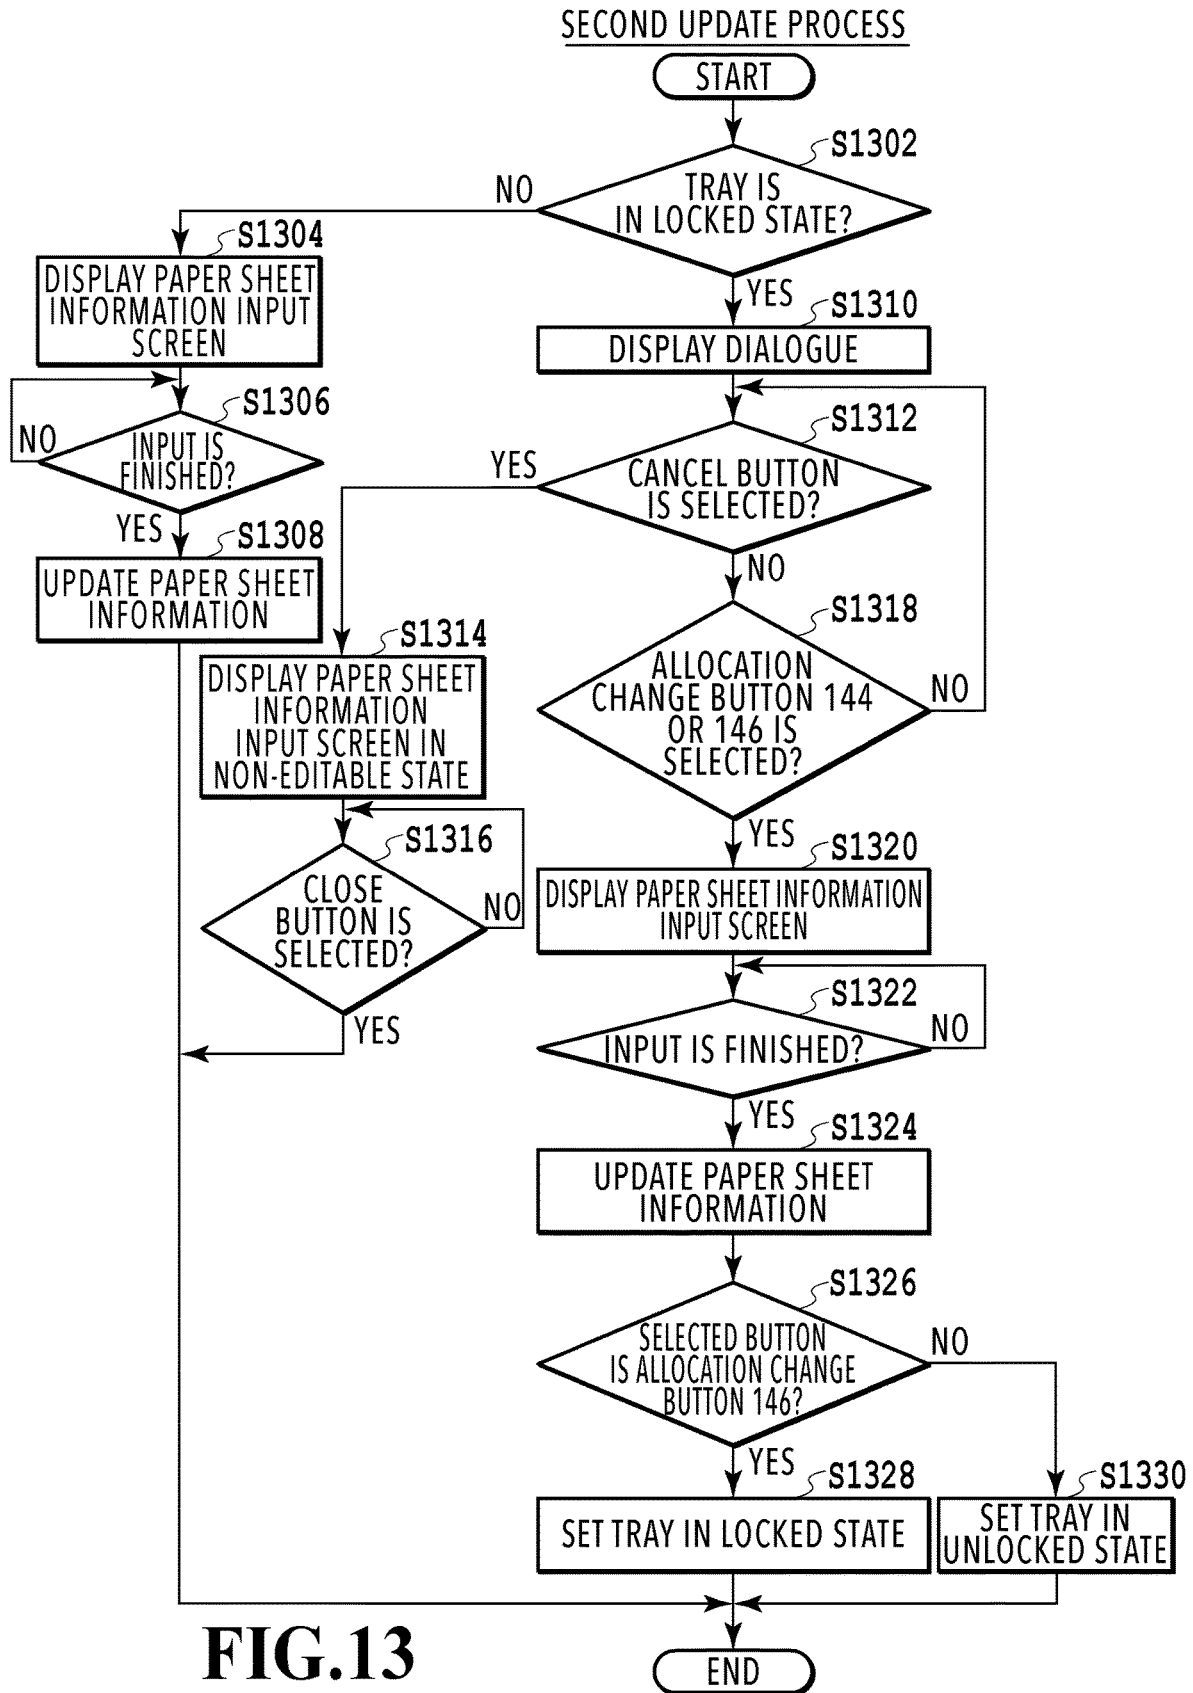 SECOND UPDATE PROCESS
START
S1302
TRAY IS
IN LOCKED STATE?
NO
YES
S1304
DISPLAY PAPER SHEET
INFORMATION INPUT
SCREEN
S1306
INPUT IS
FINISHED?
NO
YES
S1308
UPDATE PAPER SHEET
INFORMATION
S1310
DISPLAY DIALOGUE
S1312
CANCEL BUTTON
IS SELECTED?
YES
NO
S1314
DISPLAY PAPER SHEET
INFORMATION
INPUT SCREEN IN
NON-EDITABLE STATE
S1316
CLOSE
BUTTON IS
SELECTED?
NO
YES
S1318
ALLOCATION
CHANGE BUTTON 144
OR 146 IS
SELECTED?
NO
YES
S1320
DISPLAY PAPER SHEET INFORMATION
INPUT SCREEN
S1322
INPUT IS FINISHED?
NO
YES
S1324
UPDATE PAPER SHEET
INFORMATION
S1326
SELECTED BUTTON
IS ALLOCATION CHANGE
BUTTON 146?
NO
YES
S1328
SET TRAY IN LOCKED STATE
S1330
SET TRAY IN
UNLOCKED STATE
END
FIG.13